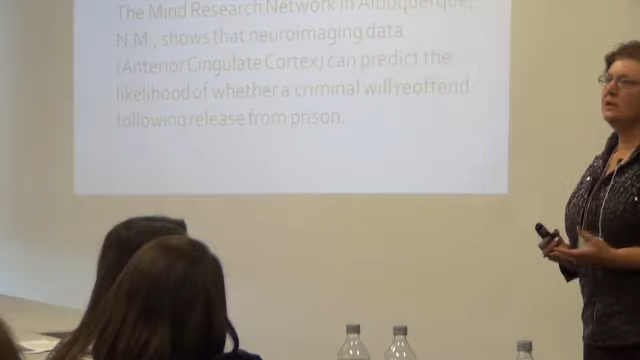 The Mind Research Network in Albuquerque,
N.M., shows that neuroimaging data
(Anterior Cingulate Cortex) can predict the
likelihood of whether a criminal will reoffend
following release from prison.